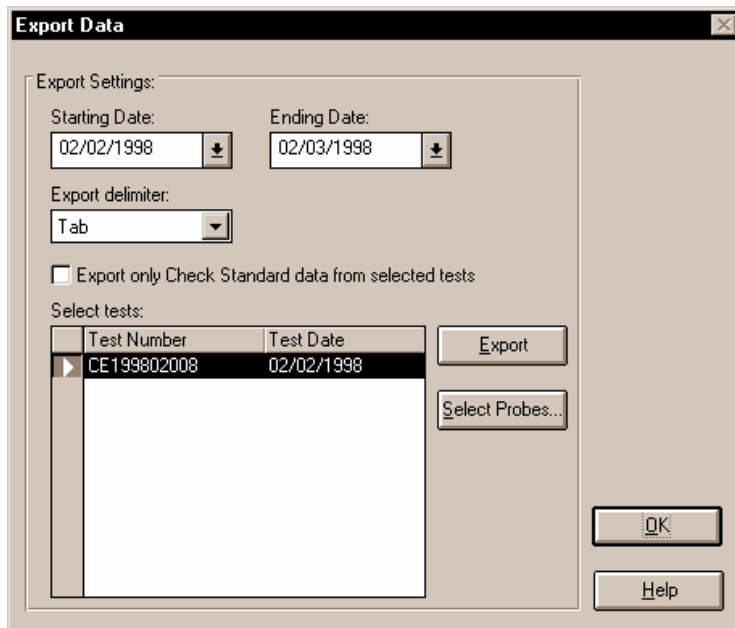 Export Data
Export Settings:
Starting Date: Ending Date:
02/02/1998 02/03/1998
Export delimiter:
Tab
Export only Check Standard data from selected tests
Select tests:
Test Number Test Date
CE199802008 02/02/1998
Export
Select Probes...
OK
Help